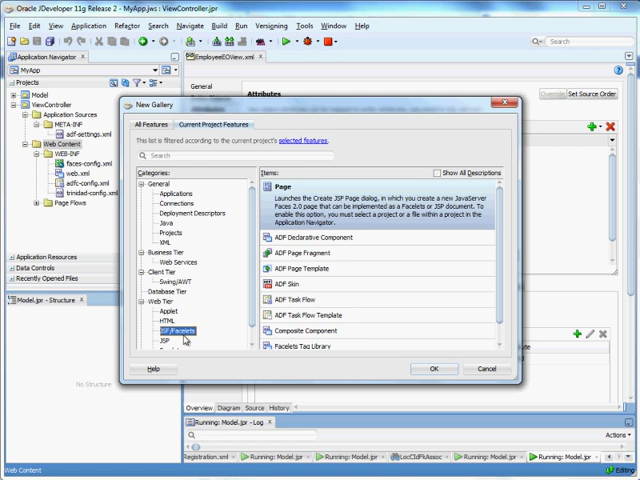 Oracle JDeveloper 11g Release 2 - MyApp.jws : ViewController.jpr
File Edit View Application Refactor Search Navigate Build Run Versioning Tools Window Help
Search
Application Navigator
EmployeeEOView.xml
MyApp
Projects
Model
ViewController
Application Sources
META-INF
adf-settings.xml
Web Content
WEB-INF
faces-config.xml
web.xml
adfc-config.xml
trinidad-config.xml
Page Flows
Application Resources
Data Controls
Recently Opened Files
Model.jpr - Structure
No Structure
General
Attributes
Override Set Source Order
New Gallery
All Features Current Project Features
This list is filtered according to the current project's selected features.
Search
Categories:
General
Applications
Connections
Deployment Descriptors
Java
Projects
XML
Business Tier
Web Services
Client Tier
Swing/AWT
Database Tier
Web Tier
Applet
HTML
JSF/Facelets
JSP
Items: Show All Descriptions
Page
Launches the Create JSF Page dialog, in which you create a new JavaServer
Faces 2.0 page that can be implemented as a Facelets or JSP document. To
enable this option, you must select a project or a file within a project in the
Application Navigator.
ADF Declarative Component
ADF Page Fragment
ADF Page Template
ADF Skin
ADF Task Flow
ADF Task Flow Template
Composite Component
Facelets Tag Library
Help OK Cancel
Overview Diagram Source History
Running: Model.jpr - Log
Actions
Registration.xml Running: Model.jpr Running: Model.jpr LocCIdFkAssoc Running: Model.jpr Running: Model.jpr
Web Content
Editing